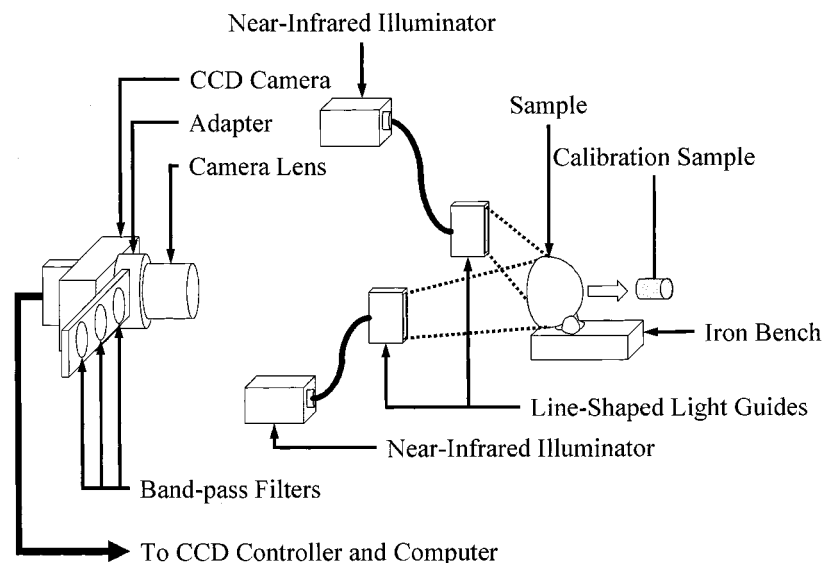 Near-Infrared Illuminator
CCD Camera
Adapter
Camera Lens
Sample
Calibration Sample
Iron Bench
Line-Shaped Light Guides
Near-Infrared Illuminator
Band-pass Filters
To CCD Controller and Computer